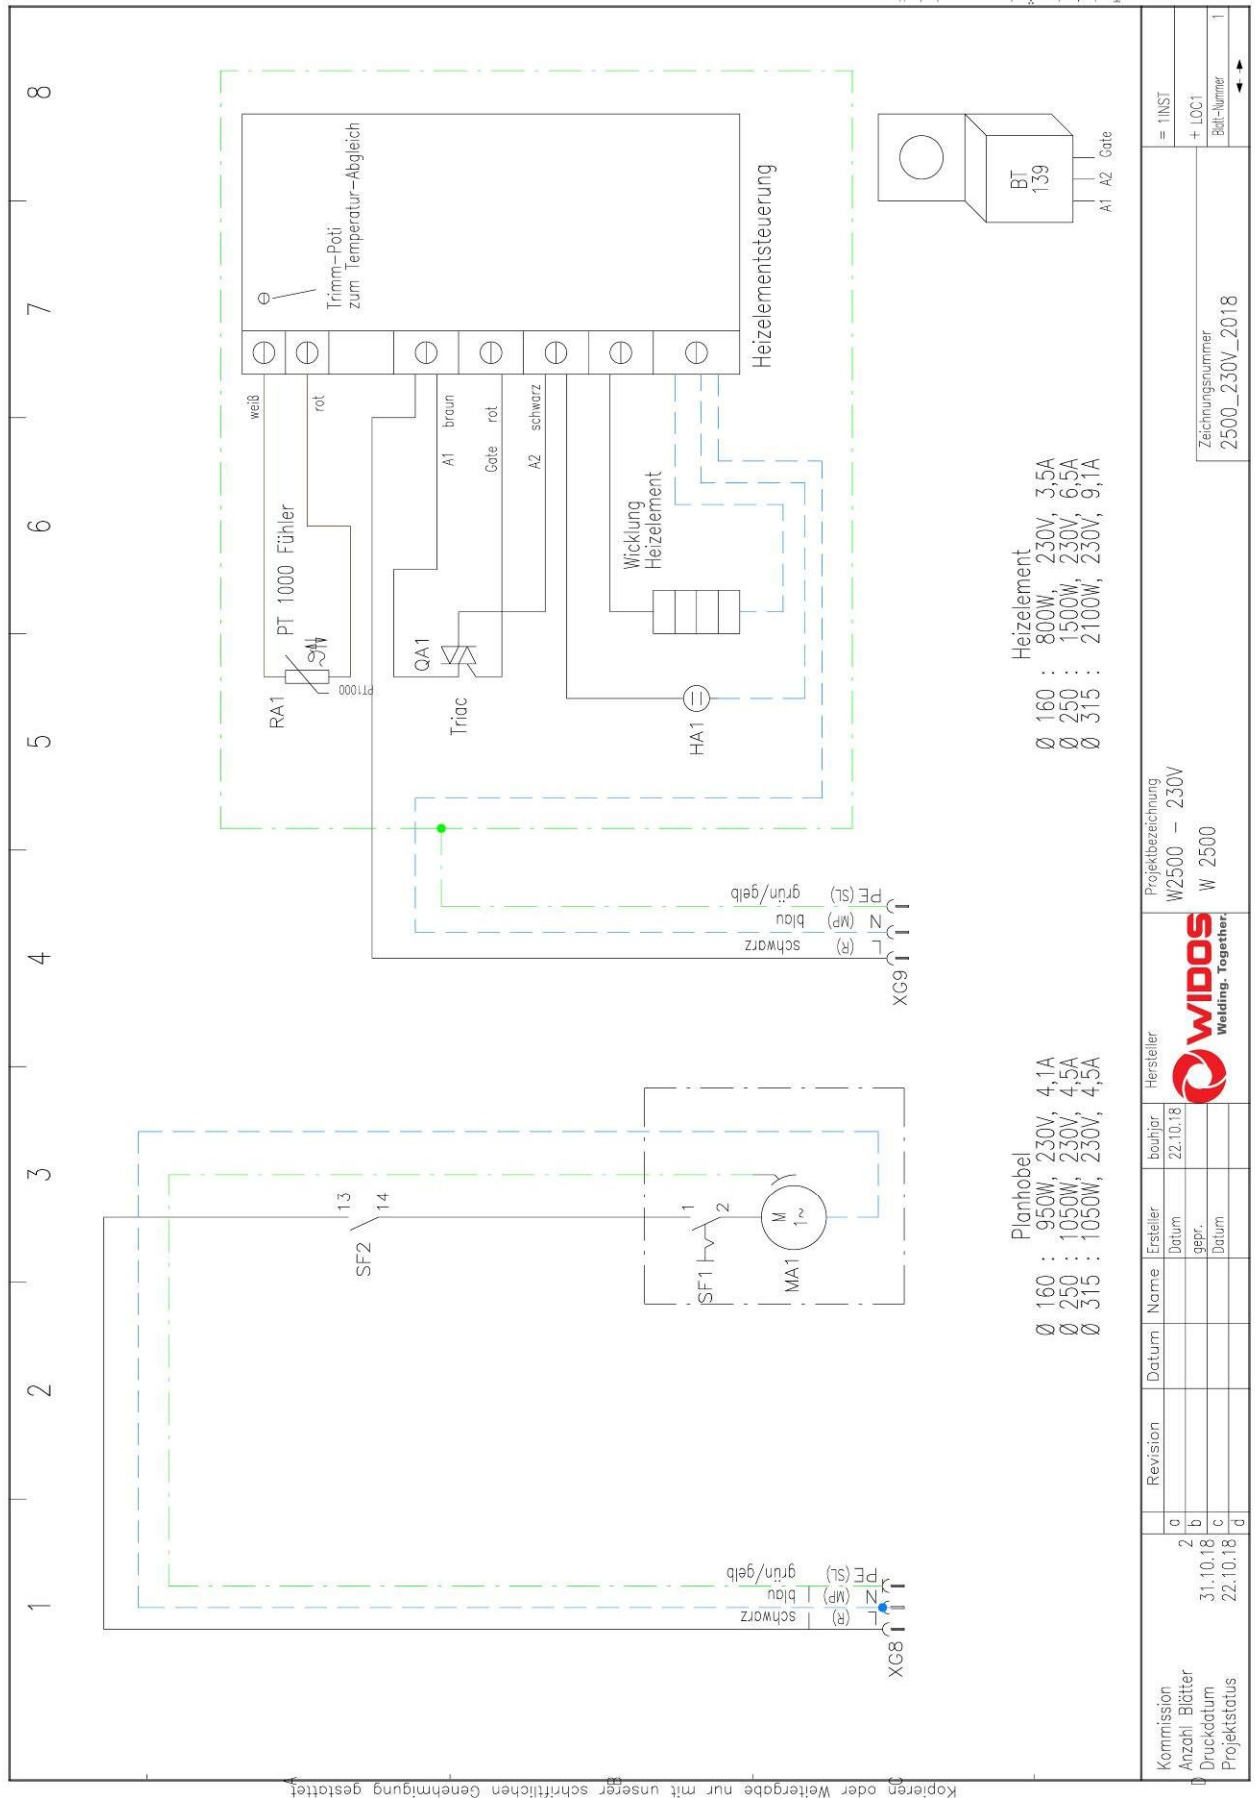 1
2
3
4
5
6
7
8
Trimm-Poti
zum Temperatur-Abgleich
weiß
rot
PT 1000 Fühler
RA1
PT1000
A1 braun
Gate rot
A2 schwarz
QA1
Triac
Wicklung
Heizelement
HA1
Heizelementsteuerung
BT
139
A1 A2 Gate
XG9
L (R) schwarz
N (MP) blau
PE (SL) grün/gelb
SF2
13
14
SF1
1
2
MA1
M
1~
XG8
L (R) schwarz
N (MP) blau
PE (SL) grün/gelb
Planhobel
Ø 160 : 950W, 230V, 4,1A
Ø 250 : 1050W, 230V, 4,5A
Ø 315 : 1050W, 230V, 4,5A
Heizelement
Ø 160 : 800W, 230V, 3,5A
Ø 250 : 1500W, 230V, 6,5A
Ø 315 : 2100W, 230V, 9,1A
A
B
C
D
Kopieren oder Weitergabe nur mit unserer schriftlichen Genehmigung gestattet
Kommission
Anzahl Blätter 2
Druckdatum 31.10.18
Projektstatus 22.10.18
a
b
c
d
Revision Datum Name
Ersteller bouhjar
Datum 22.10.18
gepr.
Datum
Hersteller
WIDOS
Welding. Together.
Projektbezeichnung
W2500 - 230V
W 2500
Zeichnungsnummer
2500_230V_2018
= 1INST
+ LOC1
Blatt-Nummer 1